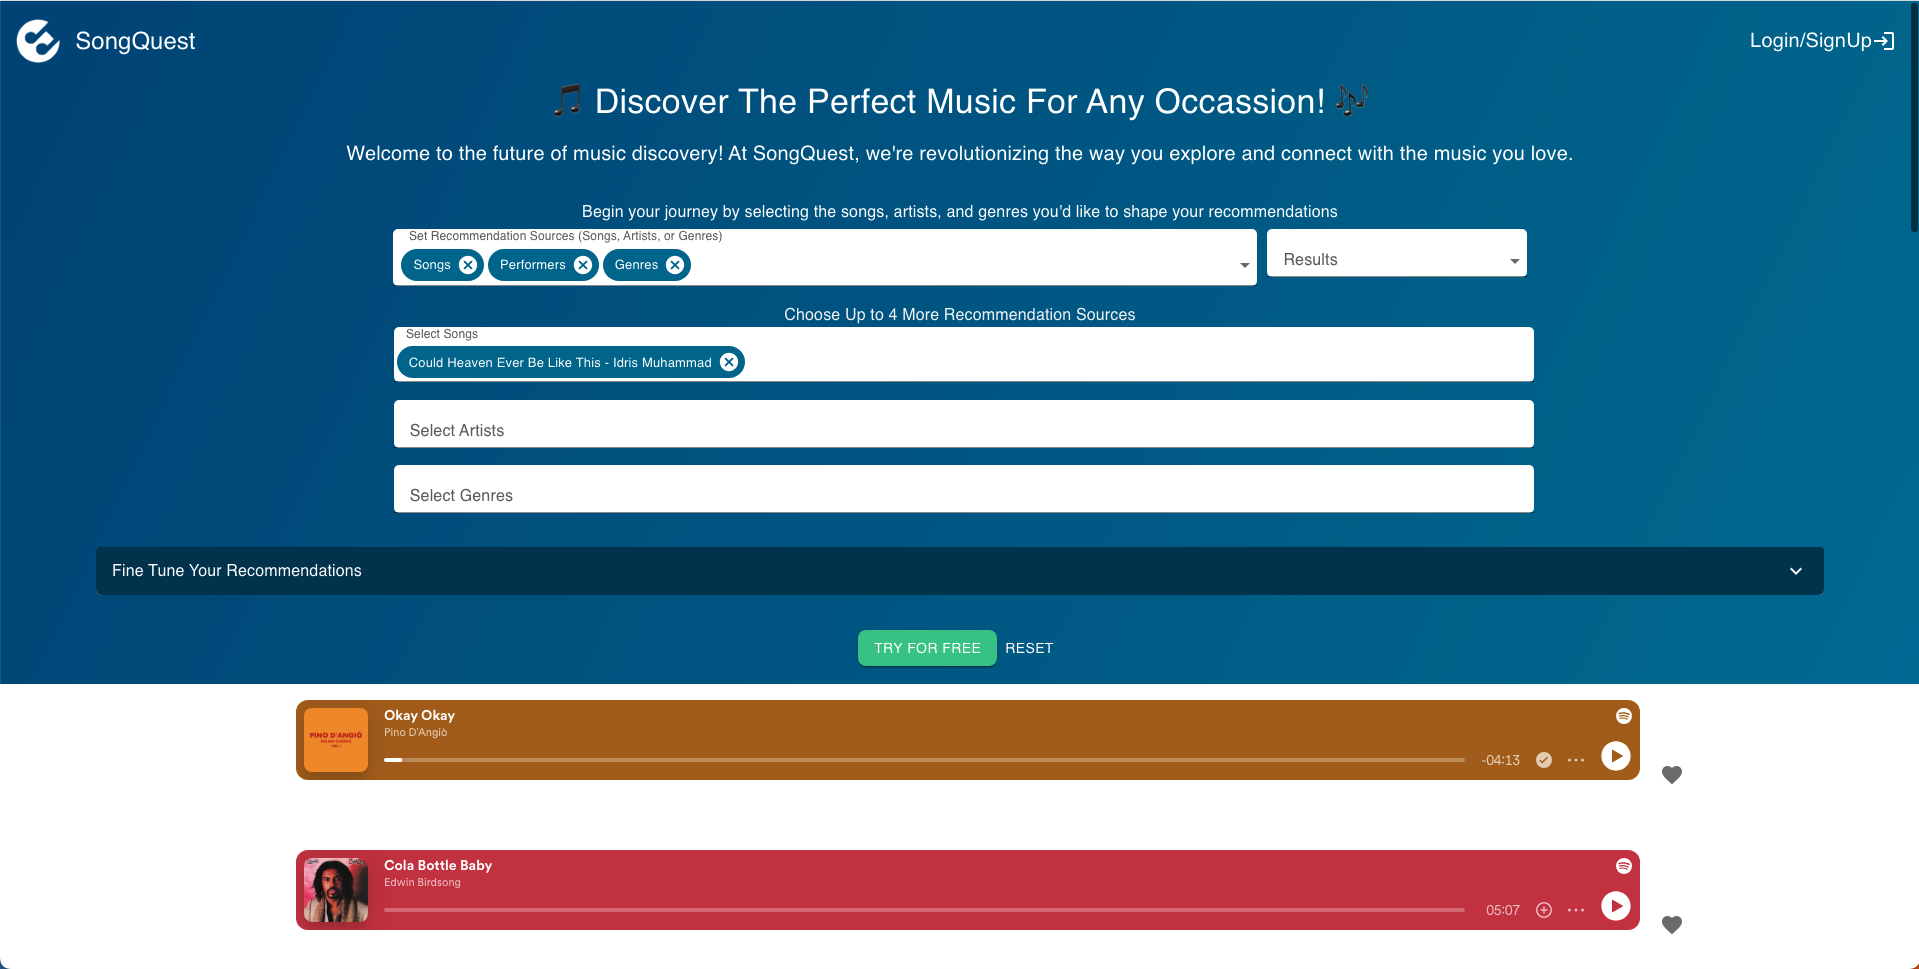 SongQuest
Login/SignUp
🎵 Discover The Perfect Music For Any Occassion! 🎶
Welcome to the future of music discovery! At SongQuest, we're revolutionizing the way you explore and connect with the music you love.
Begin your journey by selecting the songs, artists, and genres you'd like to shape your recommendations
Set Recommendation Sources (Songs, Artists, or Genres)
Songs Performers Genres
Results
Choose Up to 4 More Recommendation Sources
Select Songs
Could Heaven Ever Be Like This - Idris Muhammad
Select Artists
Select Genres
Fine Tune Your Recommendations
TRY FOR FREE RESET
PINO D'ANGIÒ
ITALIAN CLASSICS
VOL 1
Okay Okay
Pino D'Angiò
-04:13
Cola Bottle Baby
Edwin Birdsong
05:07